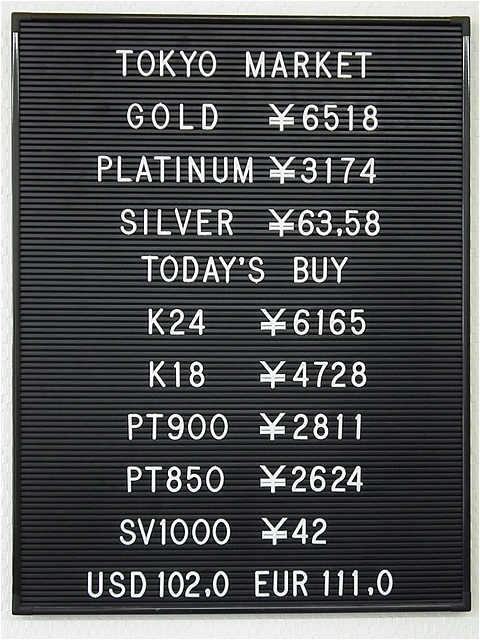 TOKYO MARKET
GOLD ¥6518
PLATINUM ¥3174
SILVER ¥63.58
TODAY'S BUY
K24 ¥6165
K18 ¥4728
PT900 ¥2811
PT850 ¥2624
SV1000 ¥42
USD 102.0 EUR 111.0